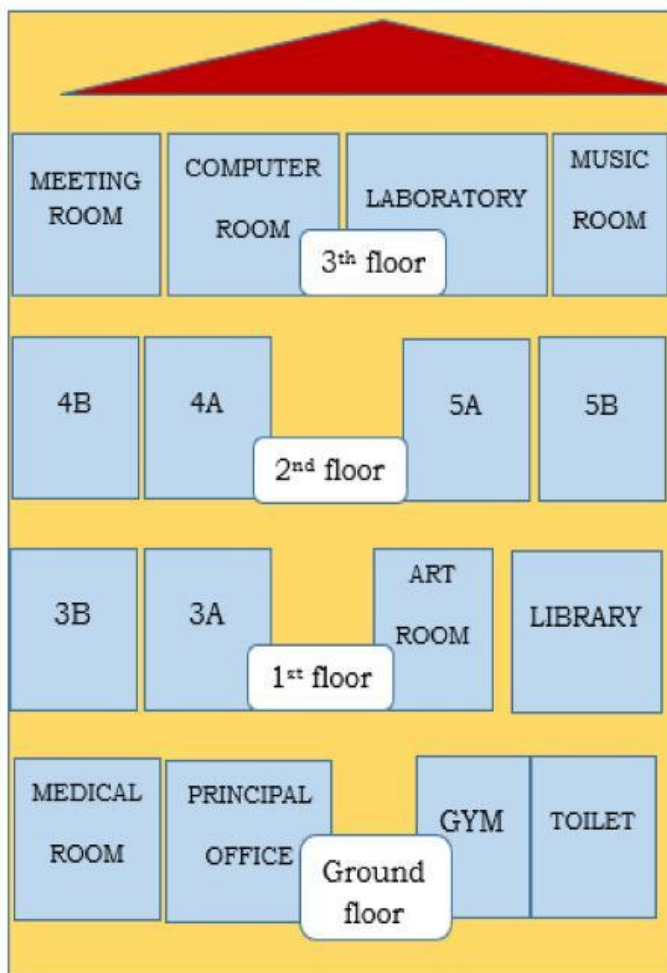 MEETING
ROOM
COMPUTER
ROOM
LABORATORY
MUSIC
ROOM
3th floor
4B
4A
5A
5B
2nd floor
3B
3A
ART
ROOM
LIBRARY
1st floor
MEDICAL
ROOM
PRINCIPAL
OFFICE
GYM
TOILET
Ground
floor